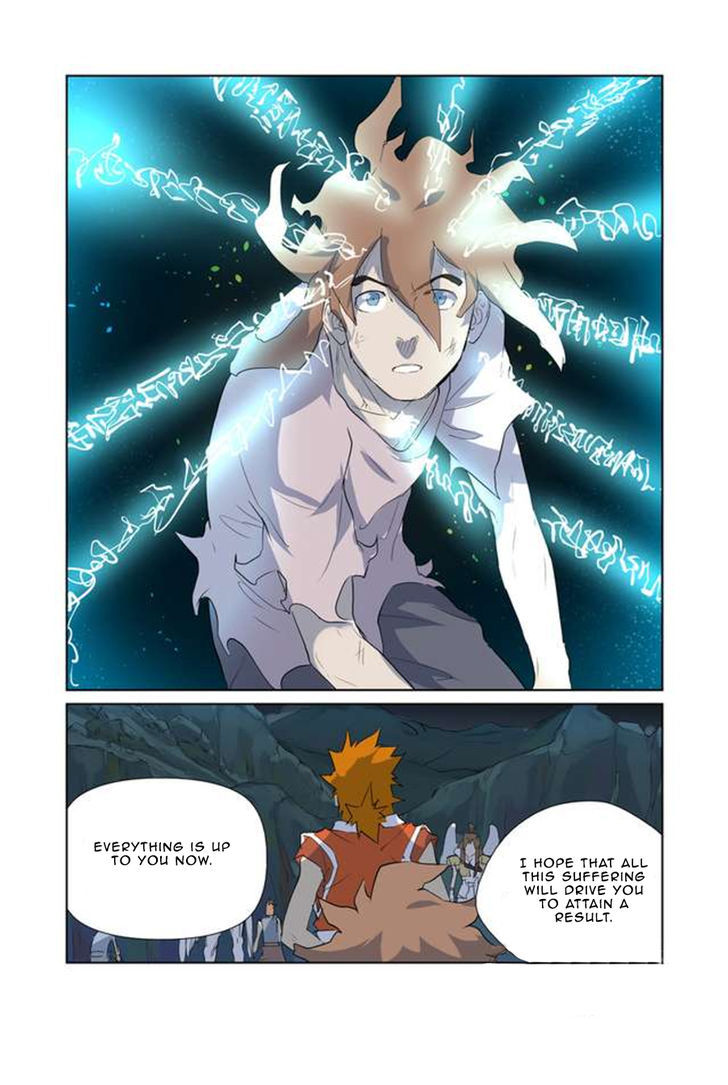 EVERYTHING IS UP
TO YOU NOW.
I HOPE THAT ALL
THIS SUFFERING
WILL DRIVE YOU
TO ATTAIN A
RESULT.